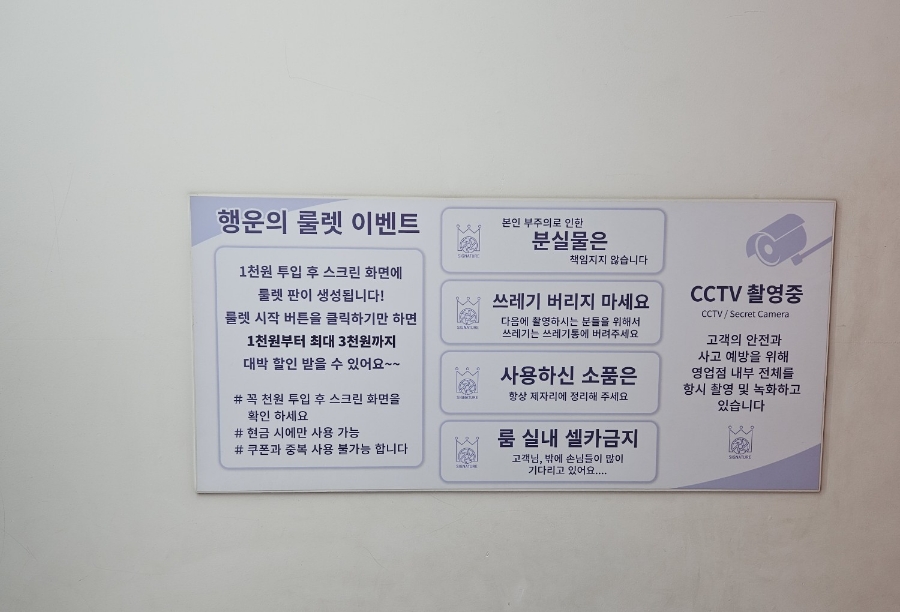 행운의 룰렛 이벤트
1천원 투입 후 스크린 화면에
룰렛 판이 생성됩니다!
룰렛 시작 버튼을 클릭하기만 하면
1천원부터 최대 3천원까지
대박 할인 받을 수 있어요~~
# 꼭 천원 투입 후 스크린 화면을
확인 하세요
# 현금 시에만 사용 가능
# 쿠폰과 중복 사용 불가능 합니다
본인 부주의로 인한
분실물은
책임지지 않습니다
SIGNATURE
쓰레기 버리지 마세요
다음에 촬영하시는 분들을 위해서
쓰레기는 쓰레기통에 버려주세요
SIGNATURE
사용하신 소품은
항상 제자리에 정리해 주세요
SIGNATURE
룸 실내 셀카금지
고객님, 밖에 손님들이 많이
기다리고 있어요....
SIGNATURE
CCTV 촬영중
CCTV / Secret Camera
고객의 안전과
사고 예방을 위해
영업점 내부 전체를
항시 촬영 및 녹화하고
있습니다
SIGNATURE